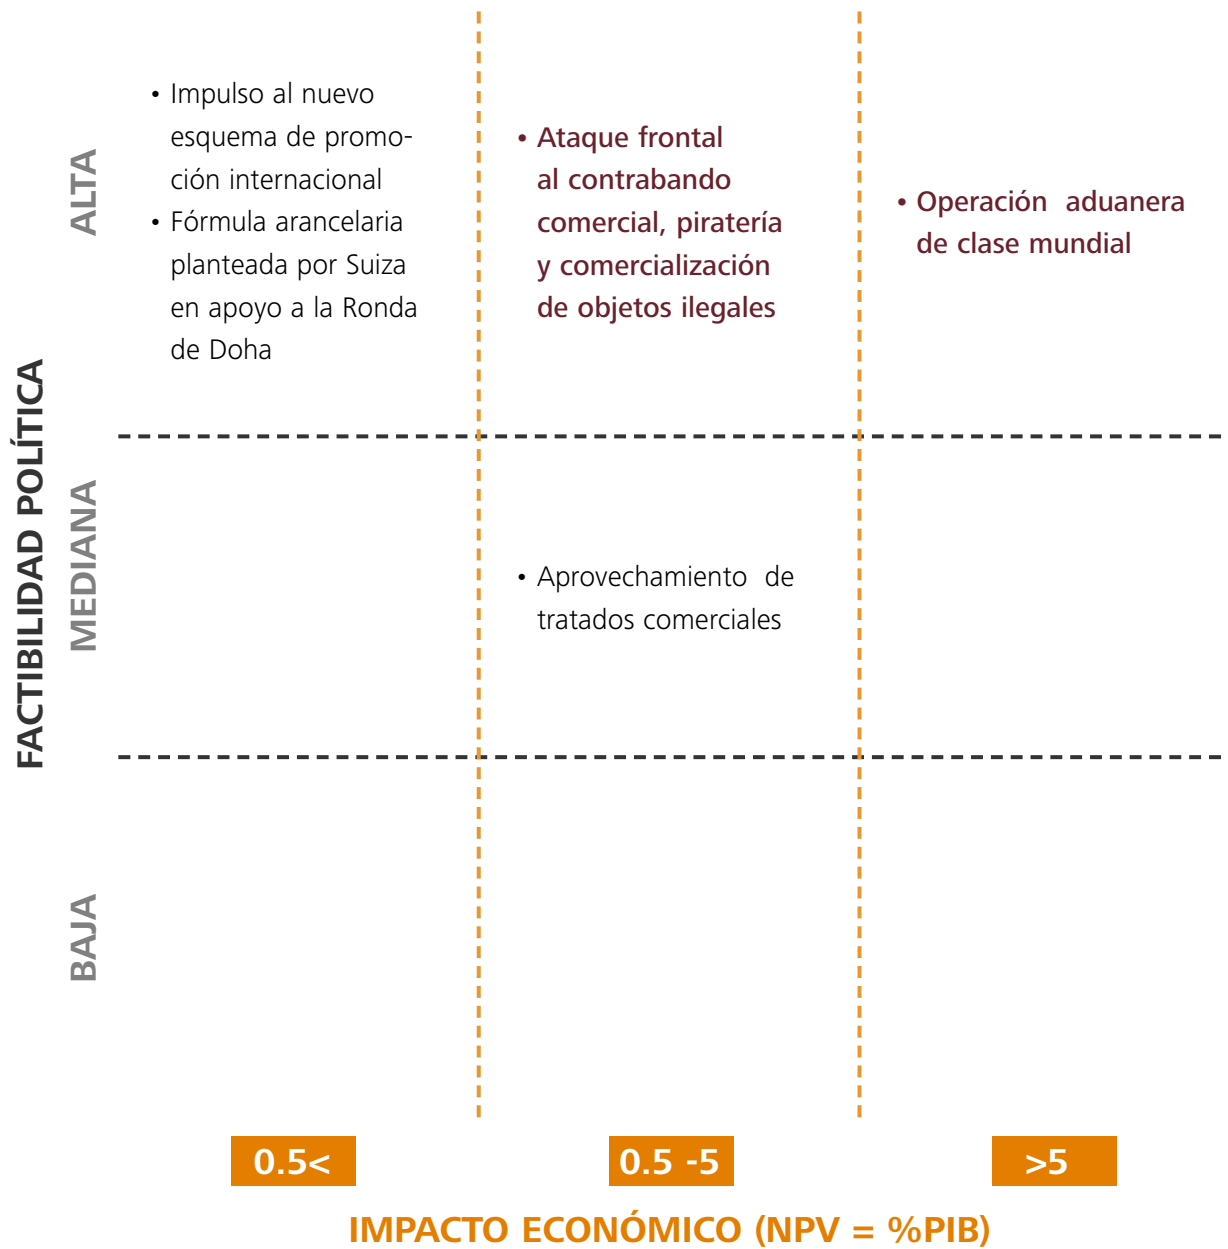 FACTIBILIDAD POLÍTICA
ALTA
• Impulso al nuevo
esquema de promo-
ción internacional
• Fórmula arancelaria
planteada por Suiza
en apoyo a la Ronda
de Doha
• Ataque frontal
al contrabando
comercial, piratería
y comercialización
de objetos ilegales
• Operación aduanera
de clase mundial
MEDIANA
• Aprovechamiento de
tratados comerciales
BAJA
0.5<
0.5 -5
>5
IMPACTO ECONÓMICO (NPV = %PIB)